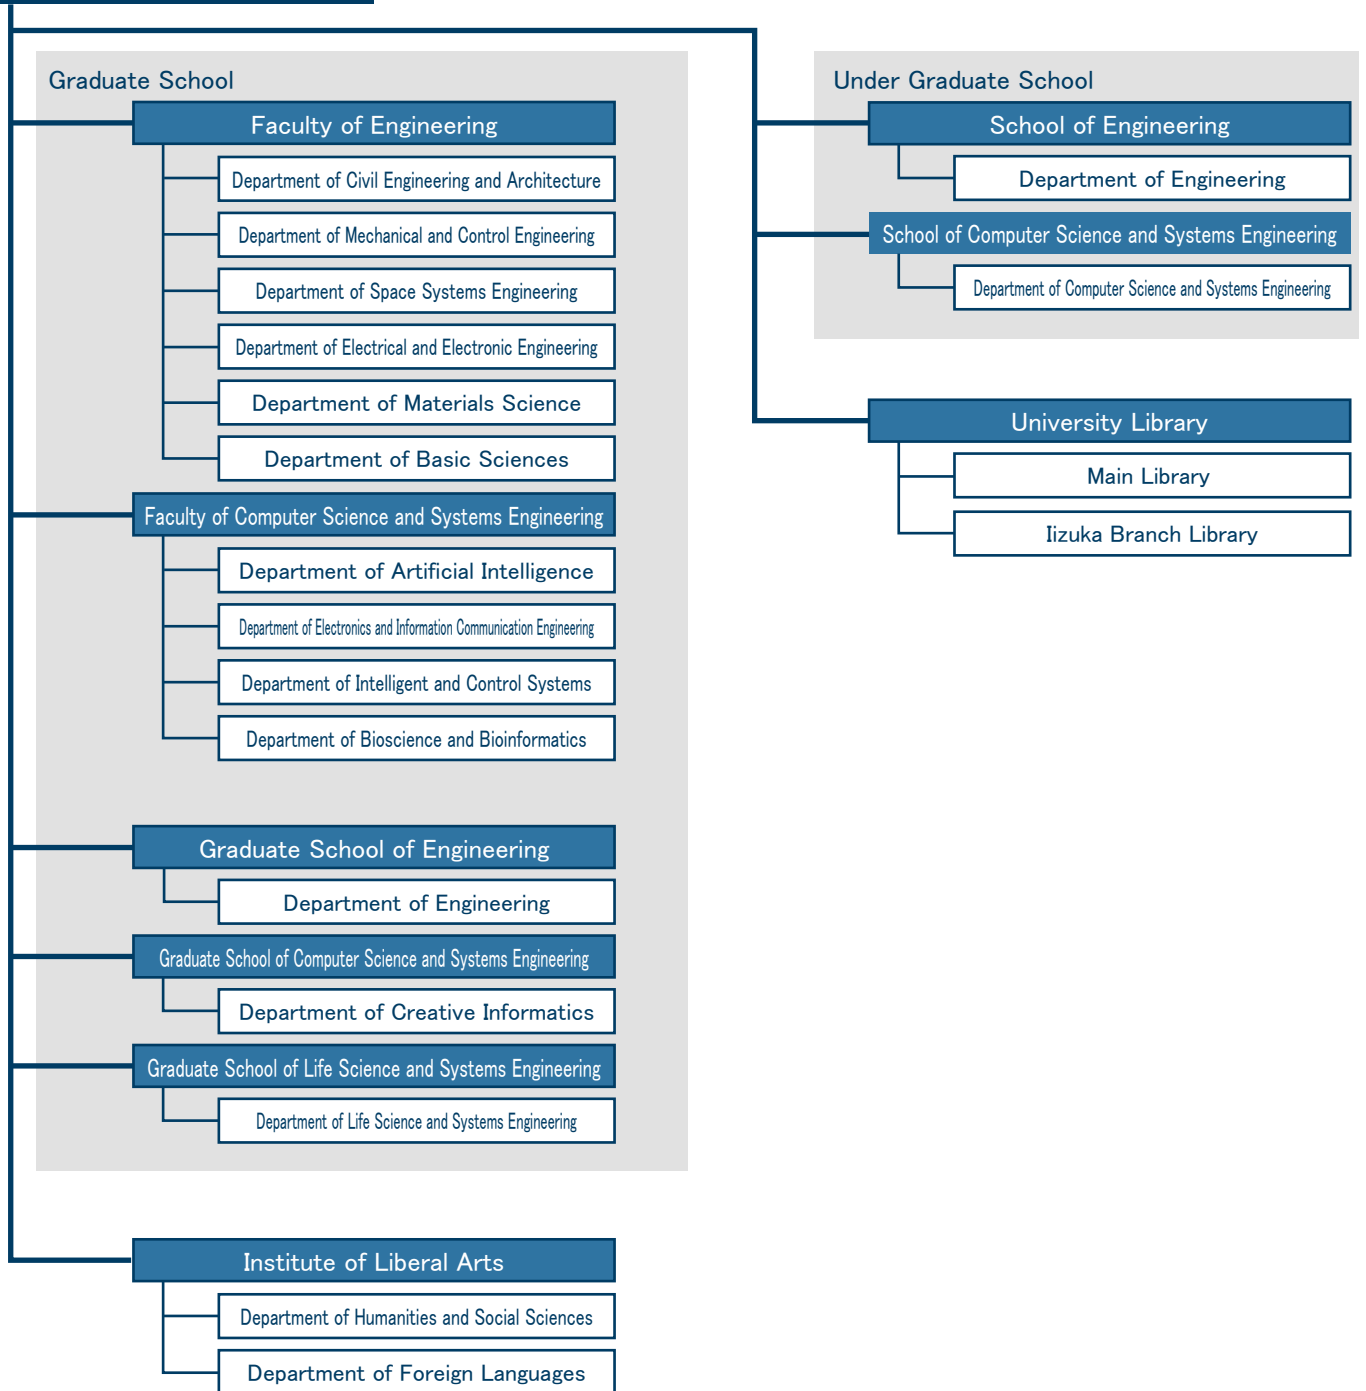 Graduate School
Faculty of Engineering
Department of Civil Engineering and Architecture
Department of Mechanical and Control Engineering
Department of Space Systems Engineering
Department of Electrical and Electronic Engineering
Department of Materials Science
Department of Basic Sciences
Faculty of Computer Science and Systems Engineering
Department of Artificial Intelligence
Department of Electronics and Information Communication Engineering
Department of Intelligent and Control Systems
Department of Bioscience and Bioinformatics
Graduate School of Engineering
Department of Engineering
Graduate School of Computer Science and Systems Engineering
Department of Creative Informatics
Graduate School of Life Science and Systems Engineering
Department of Life Science and Systems Engineering
Institute of Liberal Arts
Department of Humanities and Social Sciences
Department of Foreign Languages
Under Graduate School
School of Engineering
Department of Engineering
School of Computer Science and Systems Engineering
Department of Computer Science and Systems Engineering
University Library
Main Library
Iizuka Branch Library